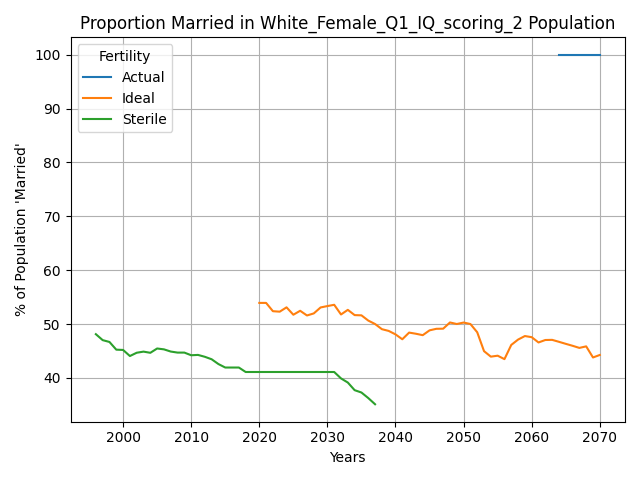 Proportion Married in White_Female_Q1_IQ_scoring_2 Population
% of Population 'Married'
100
90
80
70
60
50
40
Fertility
Actual
Ideal
Sterile
2000 2010 2020 2030 2040 2050 2060 2070
Years